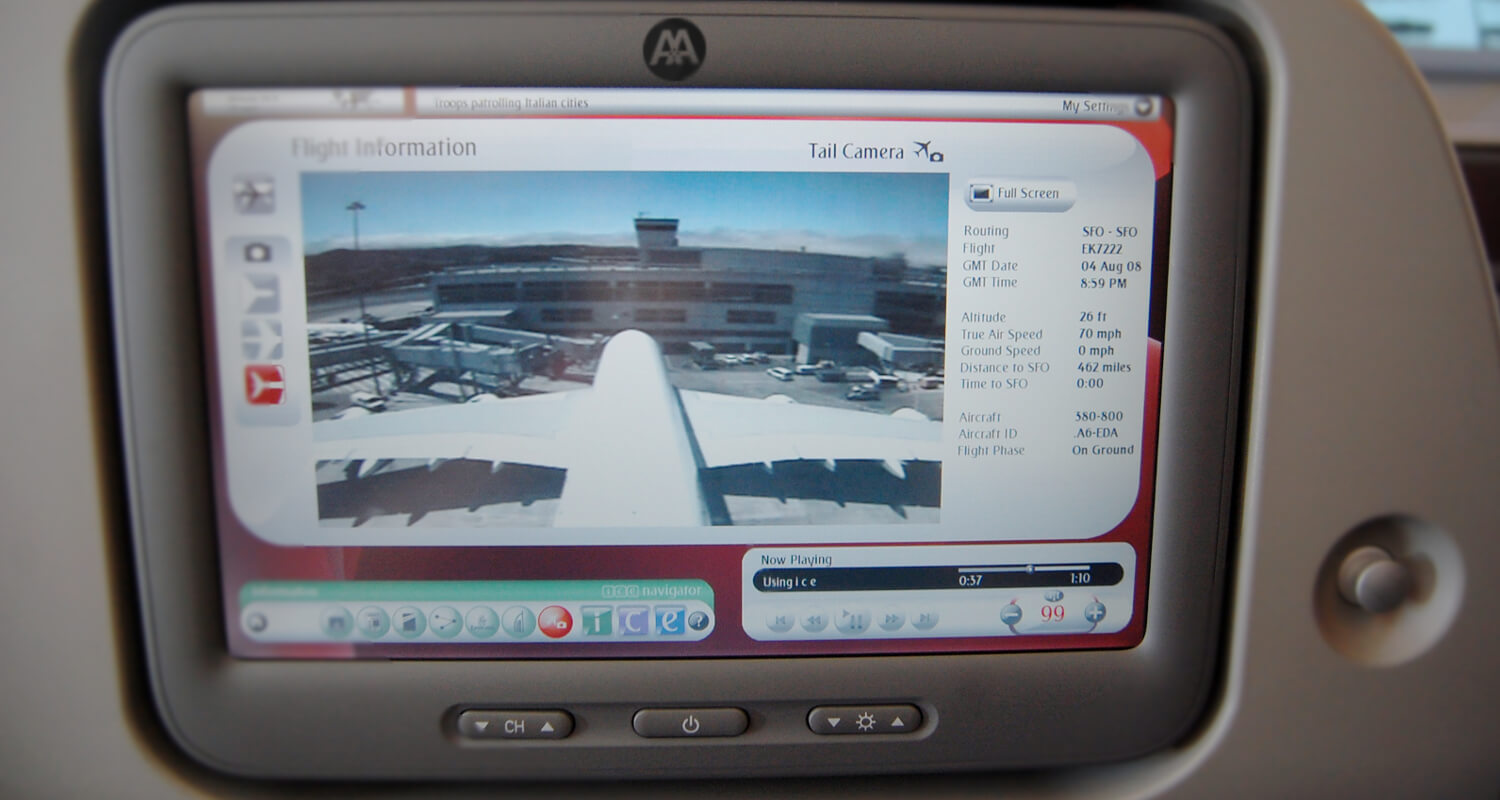 Troops patrolling Italian cities
My Settings
Flight Information
Tail Camera
Full Screen
Routing SFO - SFO
Flight EK7222
GMT Date 04 Aug 08
GMT Time 8:59 PM
Altitude 26 ft
True Air Speed 70 mph
Ground Speed 0 mph
Distance to SFO 462 miles
Time to SFO 0:00
Aircraft 380-800
Aircraft ID .A6-EDA
Flight Phase On Ground
Now Playing
Using i c e
0:37 1:10
99
ice navigator
i c e ?
CH